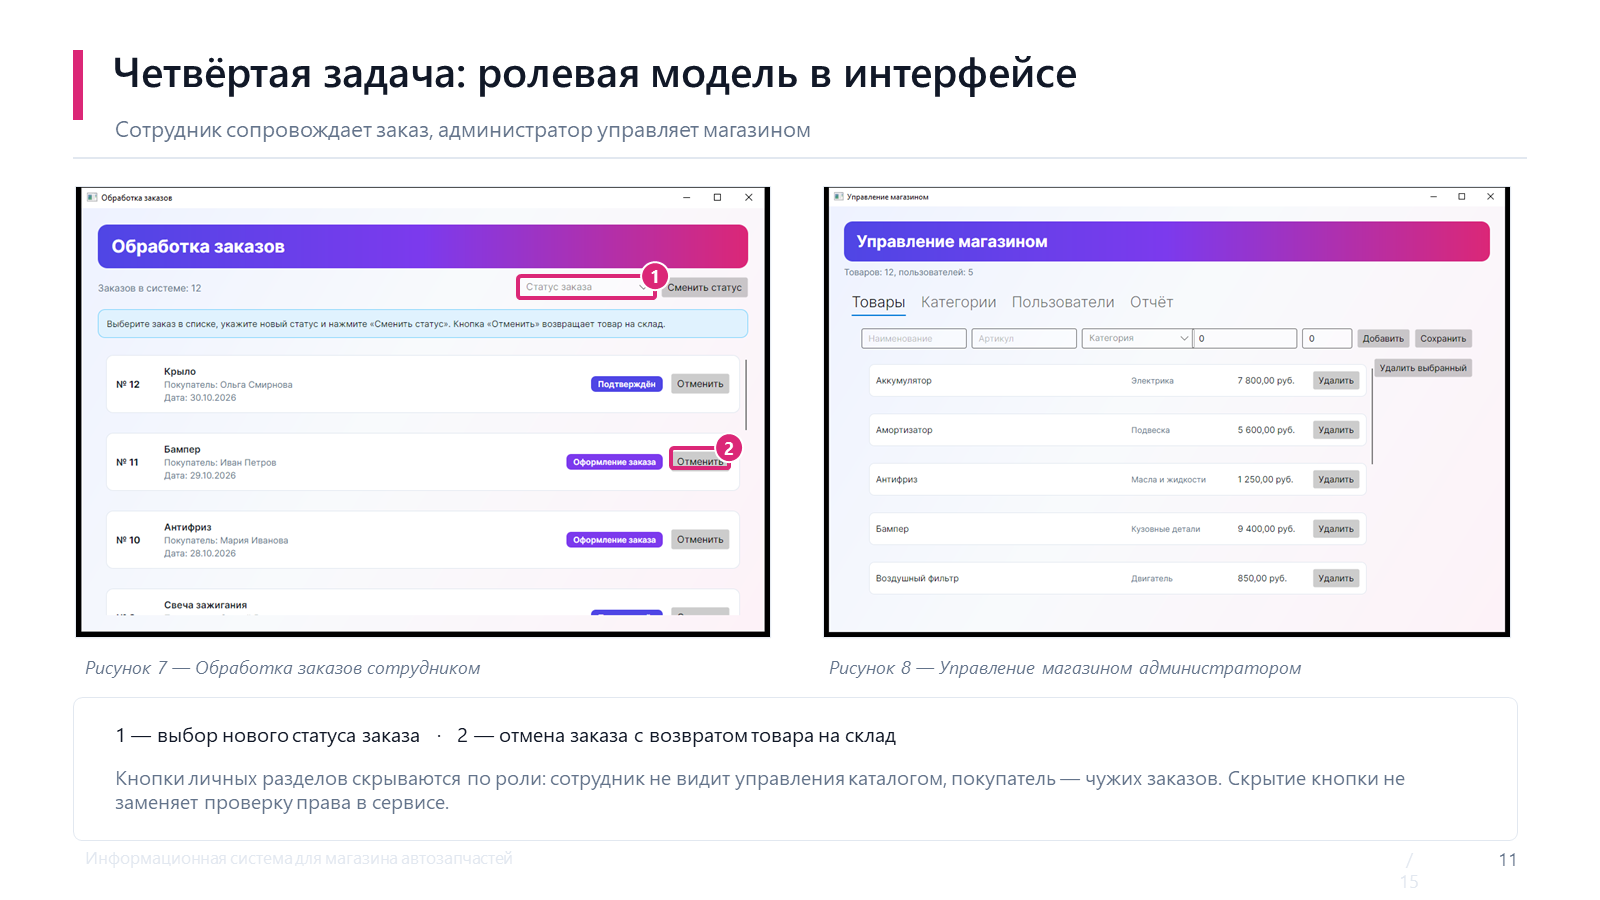 Четвёртая задача: ролевая модель в интерфейсе
Сотрудник сопровождает заказ, администратор управляет магазином
Обработка заказов
Обработка заказов
Заказов в системе: 12
Статус заказа
1
Сменить статус
Выберите заказ в списке, укажите новый статус и нажмите «Сменить статус». Кнопка «Отменить» возвращает товар на склад.
№ 12
Крыло
Покупатель: Ольга Смирнова
Дата: 30.10.2026
Подтверждён
Отменить
№ 11
Бампер
Покупатель: Иван Петров
Дата: 29.10.2026
Оформление заказа
Отменить
2
№ 10
Антифриз
Покупатель: Мария Иванова
Дата: 28.10.2026
Оформление заказа
Отменить
Свеча зажигания
Рисунок 7 — Обработка заказов сотрудником
Управление магазином
Управление магазином
Товаров: 12, пользователей: 5
Товары Категории Пользователи Отчёт
Наименование Артикул Категория 0 0 Добавить Сохранить
Удалить выбранный
Аккумулятор Электрика 7 800,00 руб. Удалить
Амортизатор Подвеска 5 600,00 руб. Удалить
Антифриз Масла и жидкости 1 250,00 руб. Удалить
Бампер Кузовные детали 9 400,00 руб. Удалить
Воздушный фильтр Двигатель 850,00 руб. Удалить
Рисунок 8 — Управление магазином администратором
1 — выбор нового статуса заказа · 2 — отмена заказа с возвратом товара на склад
Кнопки личных разделов скрываются по роли: сотрудник не видит управления каталогом, покупатель — чужих заказов. Скрытие кнопки не
заменяет проверку права в сервисе.
Информационная система для магазина автозапчастей
/
15
11